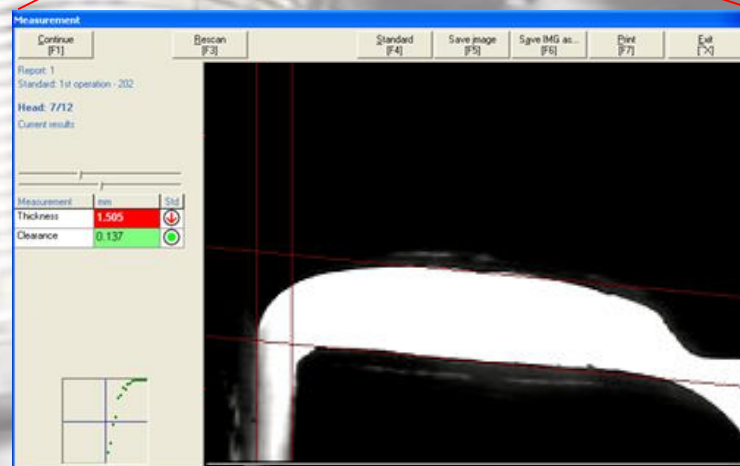 Measurement
Continue [F1]
Rescan [F3]
Standard [F4]
Save image [F5]
Save IMG as... [F6]
Print [F7]
Exit [^X]
Report: 1
Standard: 1st operation - 202
Head: 7/12
Current results
Measurement mm Std
Thickness 1.505
Clearance 0.137